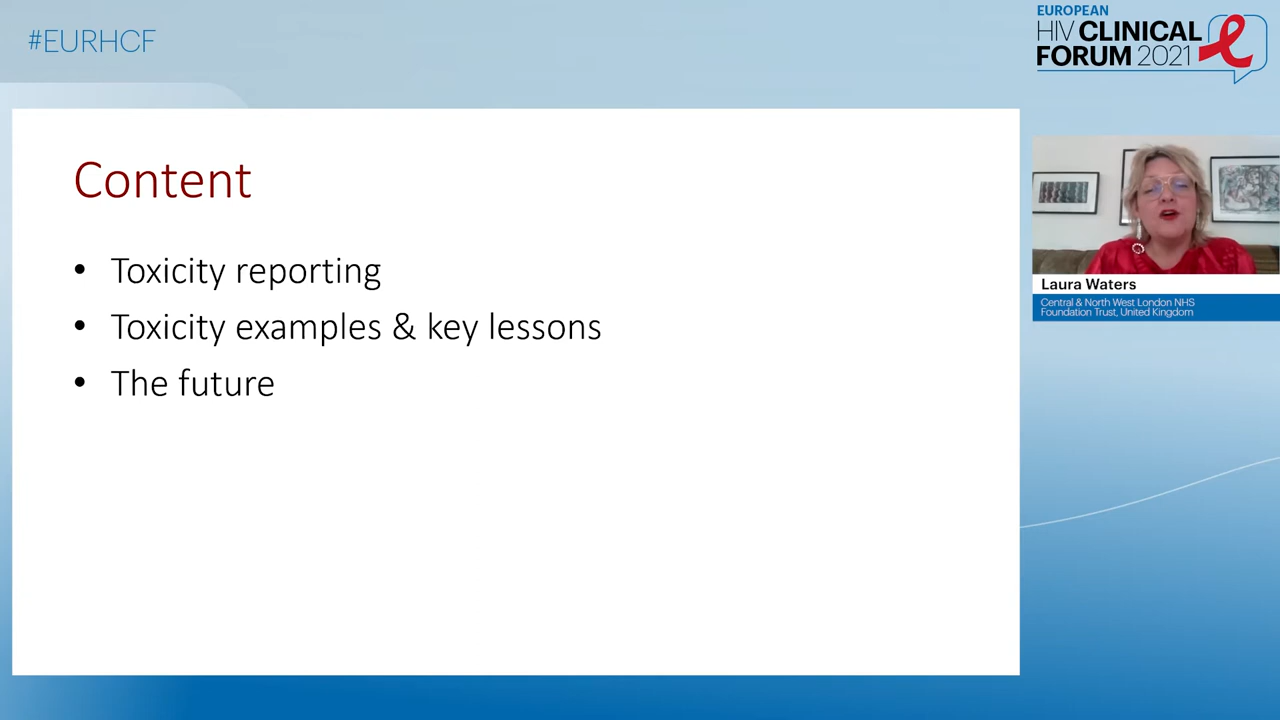 #EURHCF
EUROPEAN
HIV CLINICAL
FORUM 2021
Content
• Toxicity reporting
• Toxicity examples & key lessons
• The future
Laura Waters
Central & North West London NHS
Foundation Trust, United Kingdom